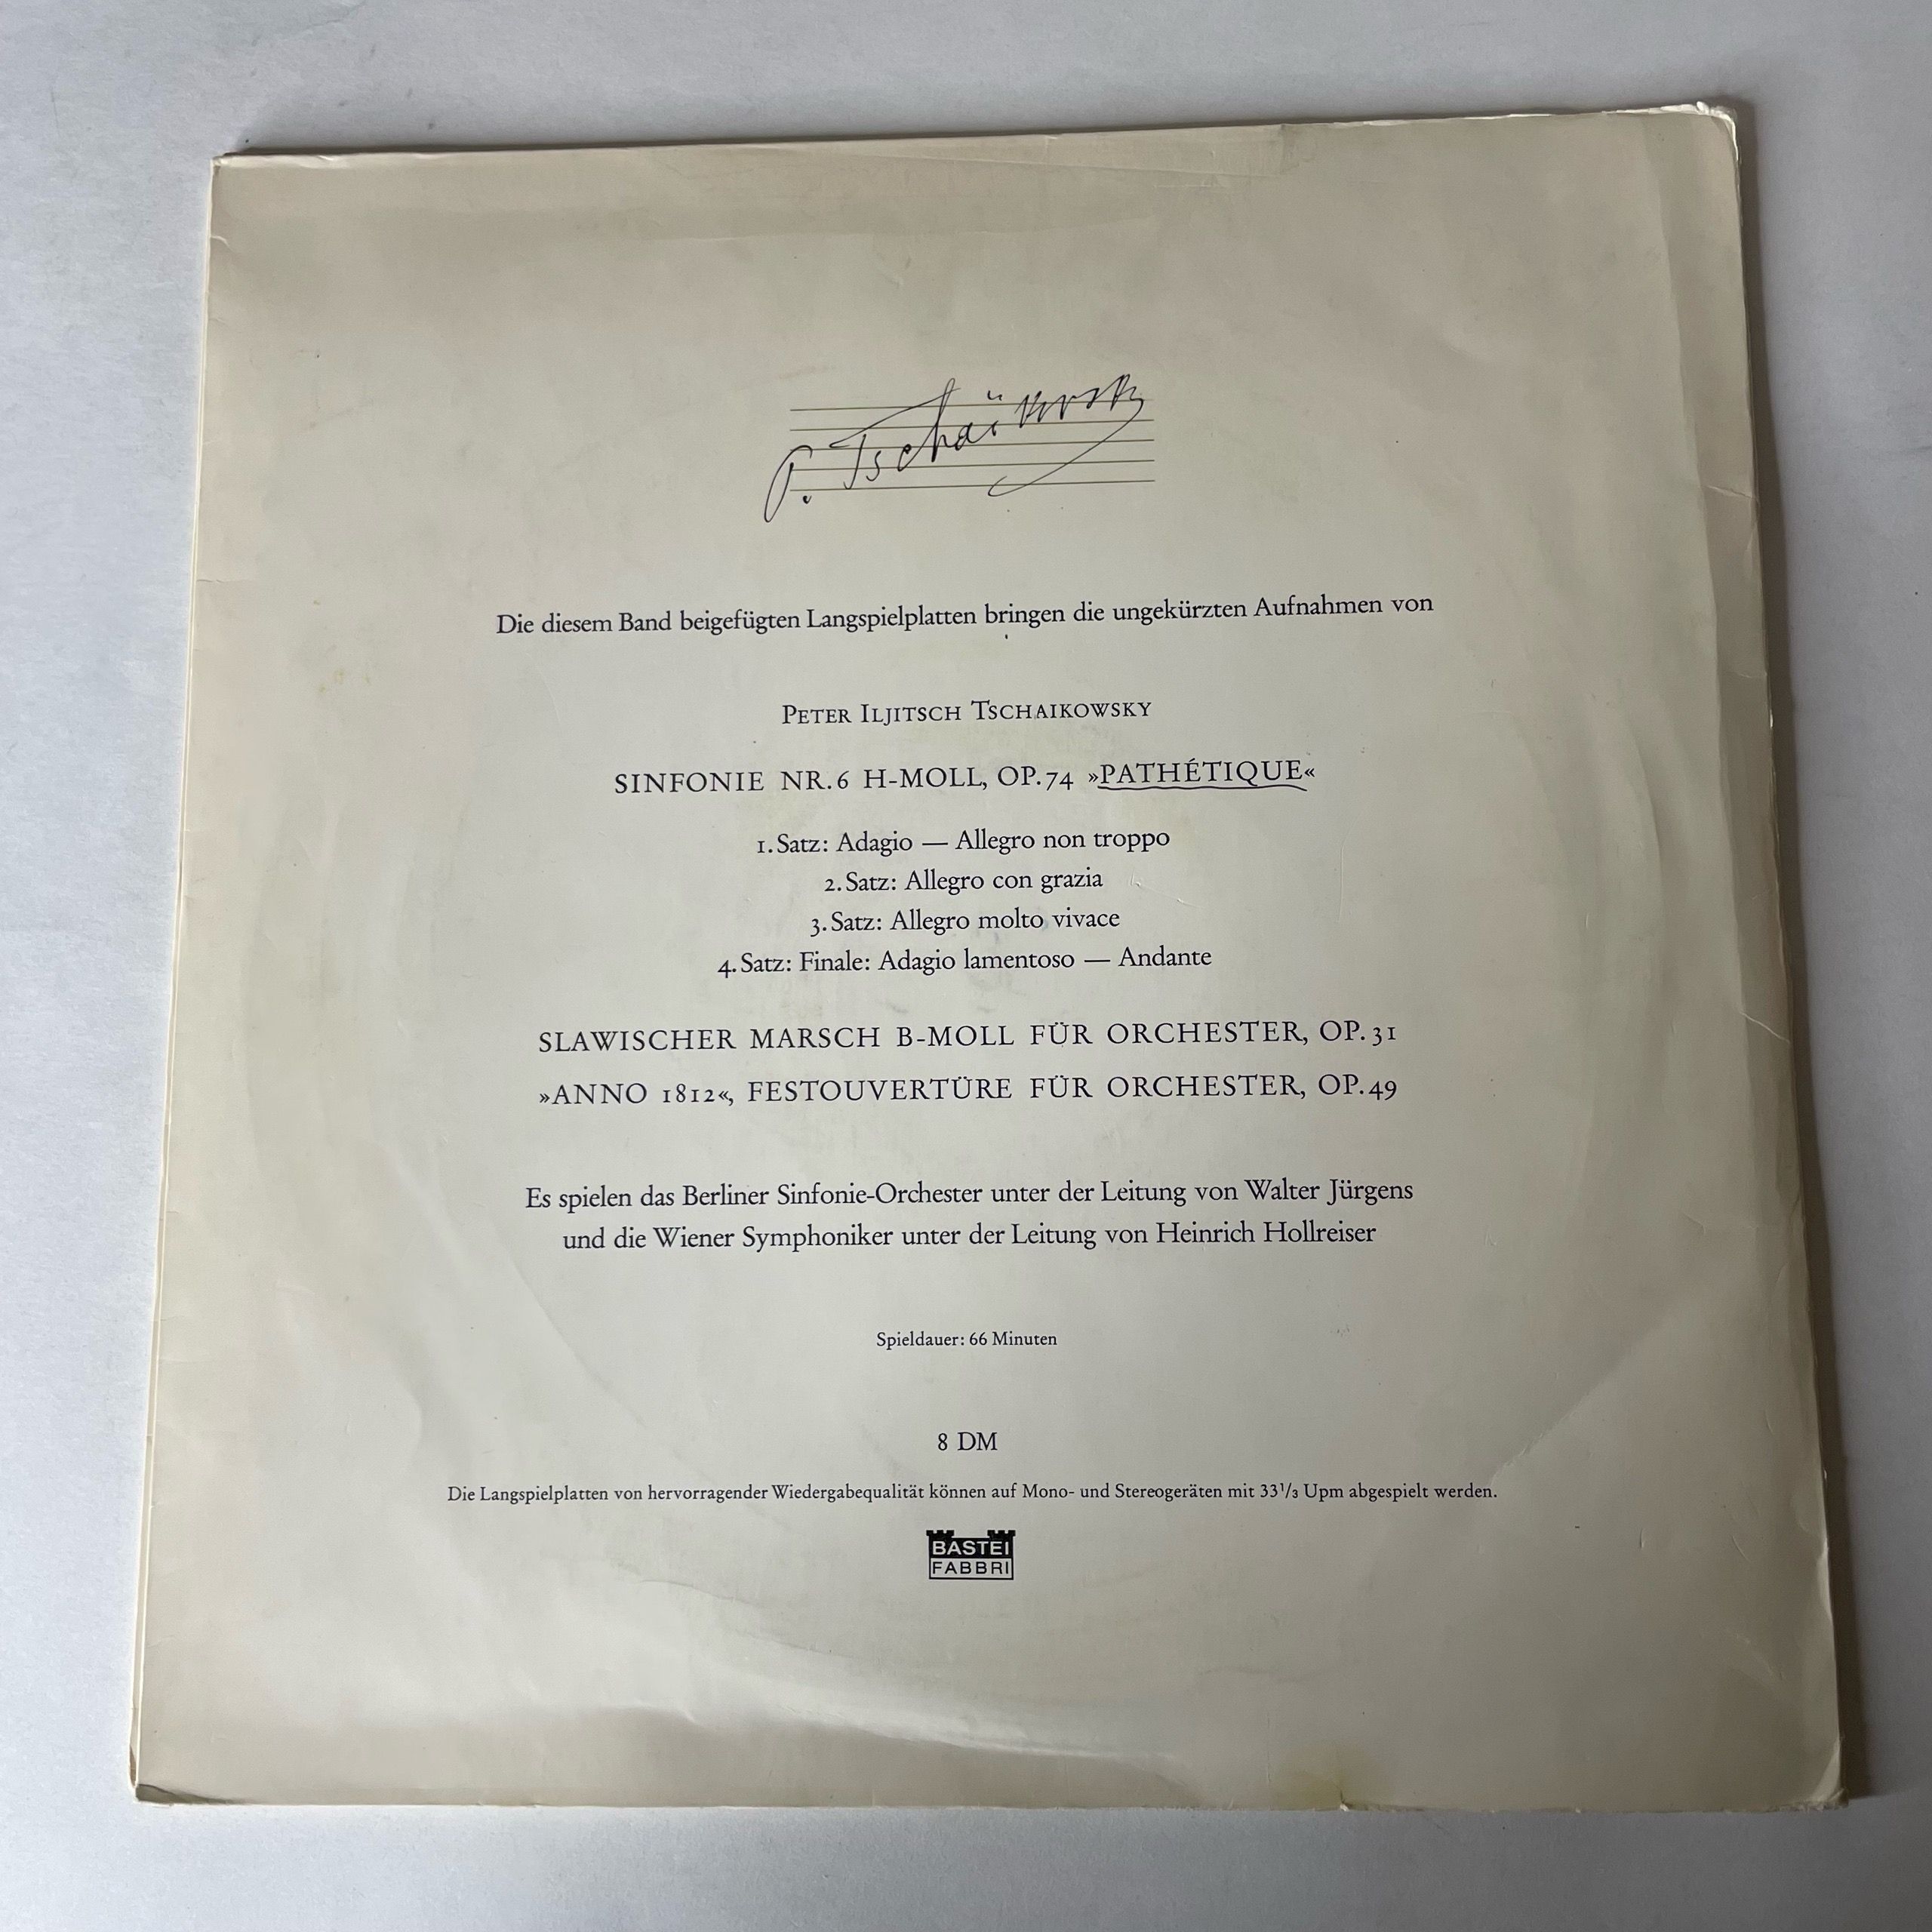 P. Tschaïkovsky
Die diesem Band beigefügten Langspielplatten bringen die ungekürzten Aufnahmen von
PETER ILJITSCH TSCHAIKOWSKY
SINFONIE NR. 6 H-MOLL, OP. 74 »PATHÉTIQUE«
1. Satz: Adagio — Allegro non troppo
2. Satz: Allegro con grazia
3. Satz: Allegro molto vivace
4. Satz: Finale: Adagio lamentoso — Andante
SLAWISCHER MARSCH B-MOLL FÜR ORCHESTER, OP. 31
»ANNO 1812«, FESTOUVERTÜRE FÜR ORCHESTER, OP. 49
Es spielen das Berliner Sinfonie-Orchester unter der Leitung von Walter Jürgens
und die Wiener Symphoniker unter der Leitung von Heinrich Hollreiser
Spieldauer: 66 Minuten
8 DM
Die Langspielplatten von hervorragender Wiedergabequalität können auf Mono- und Stereogeräten mit 33 1/3 Upm abgespielt werden.
BASTEI
FABBRI